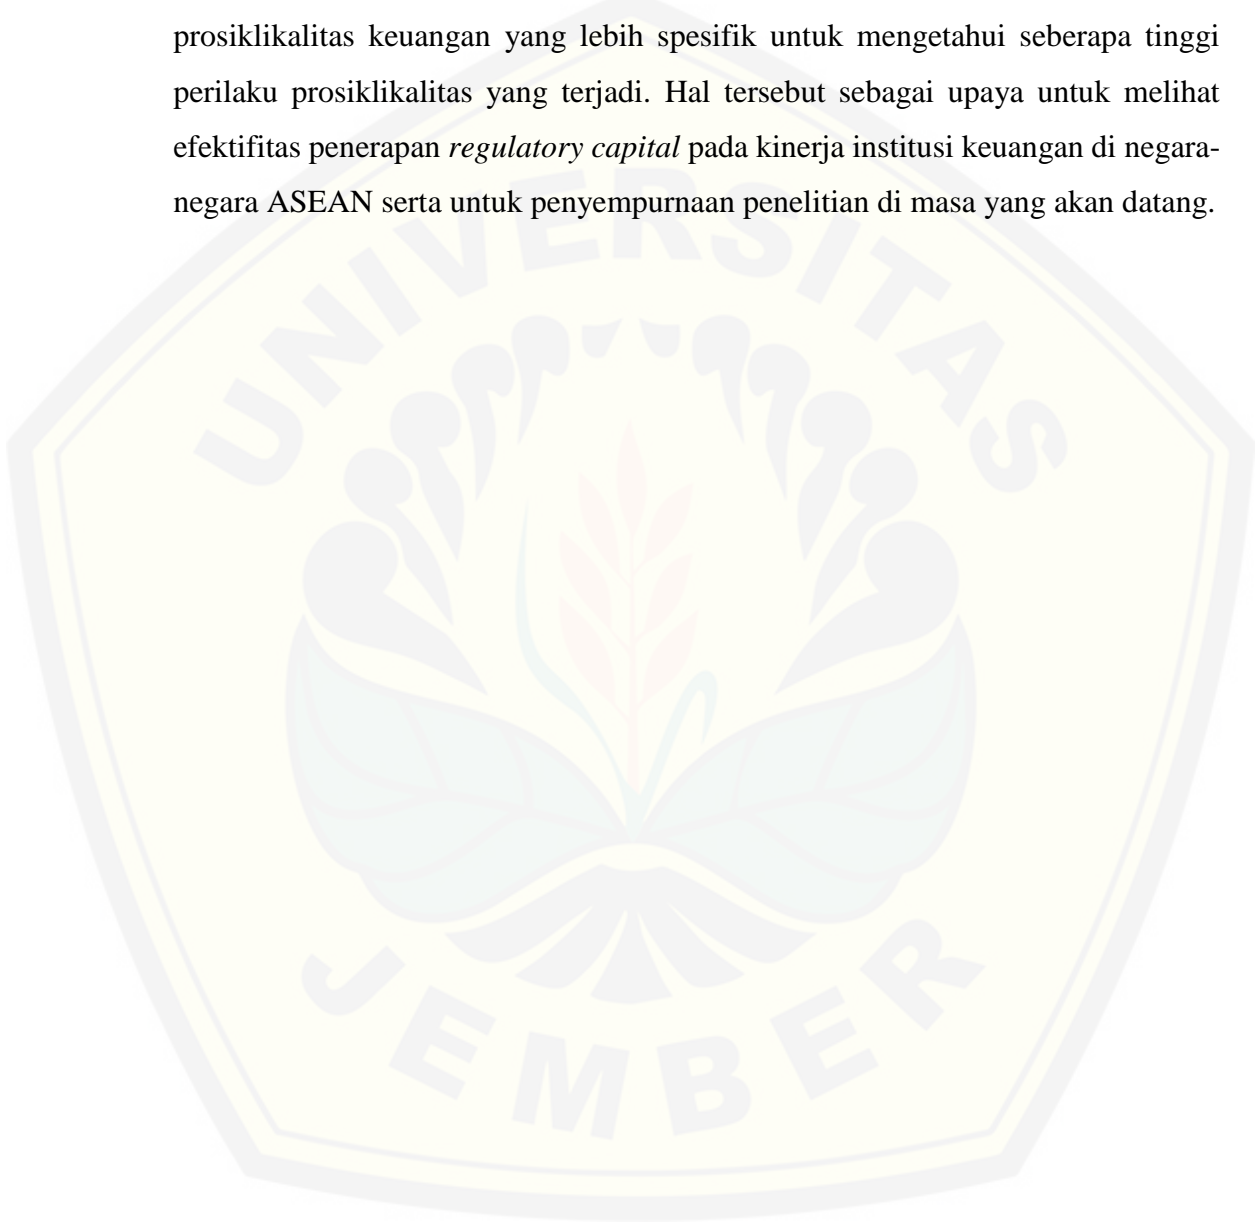 prosiklikalitas keuangan yang lebih spesifik untuk mengetahui seberapa tinggi
perilaku prosiklikalitas yang terjadi. Hal tersebut sebagai upaya untuk melihat
efektifitas penerapan regulatory capital pada kinerja institusi keuangan di negara-
negara ASEAN serta untuk penyempurnaan penelitian di masa yang akan datang.
UNIVERSITAS
JEMBER